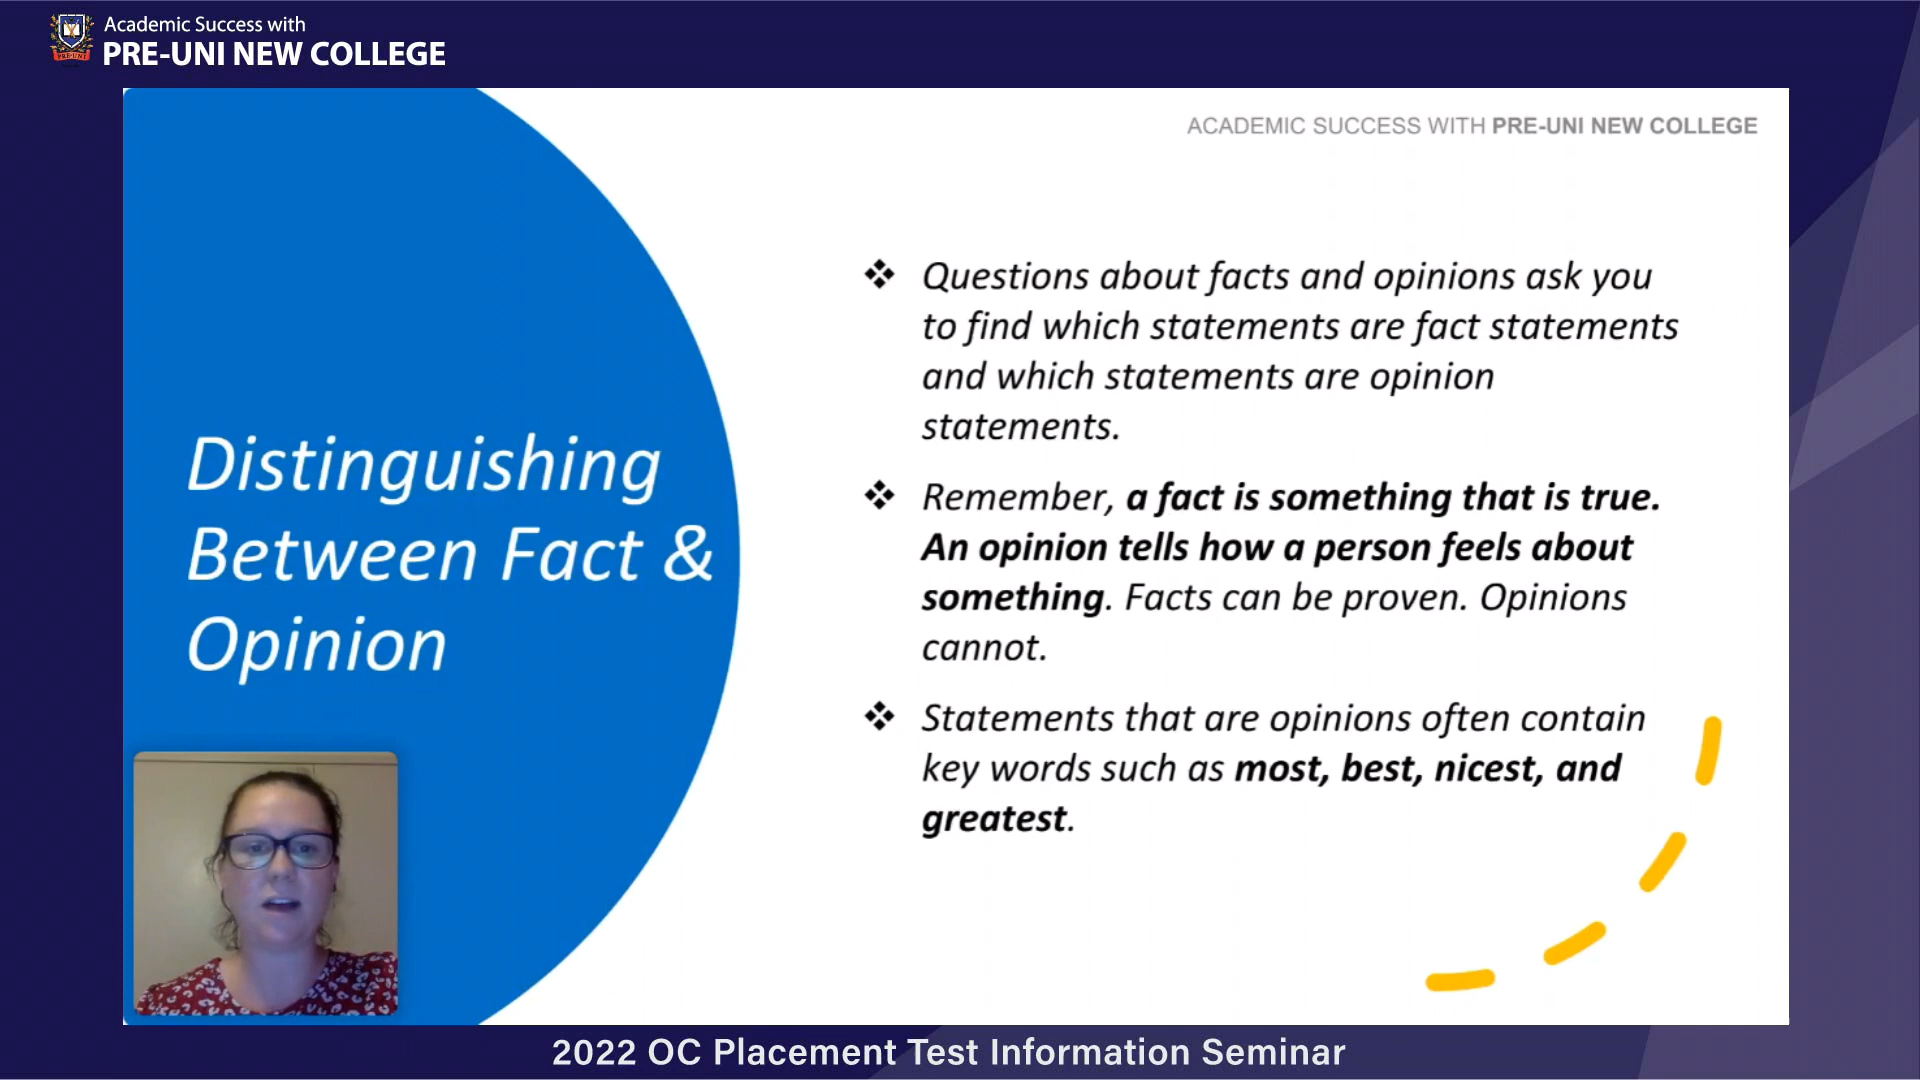 Academic Success with
PRE-UNI NEW COLLEGE
ACADEMIC SUCCESS WITH PRE-UNI NEW COLLEGE
Distinguishing
Between Fact &
Opinion
❖ Questions about facts and opinions ask you
to find which statements are fact statements
and which statements are opinion
statements.
❖ Remember, a fact is something that is true.
An opinion tells how a person feels about
something. Facts can be proven. Opinions
cannot.
❖ Statements that are opinions often contain
key words such as most, best, nicest, and
greatest.
2022 OC Placement Test Information Seminar